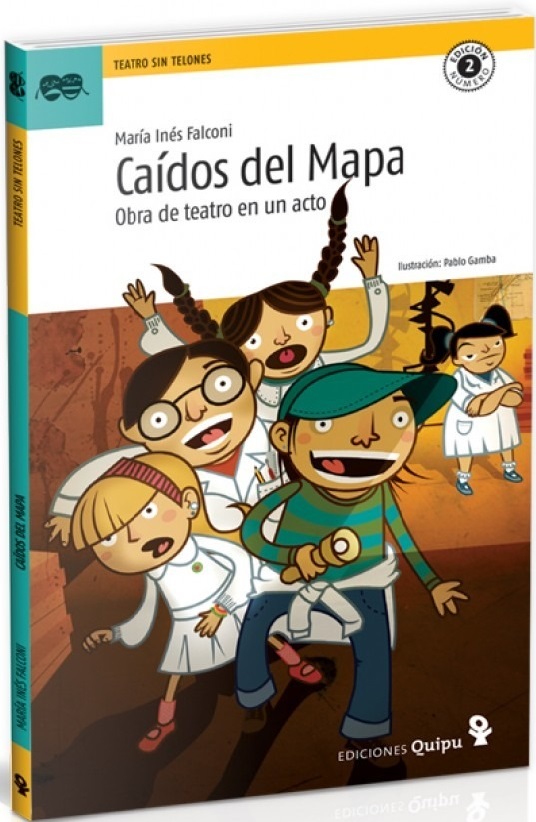 TEATRO SIN TELONES
EDICIÓN
2
NÚMERO
María Inés Falconi
Caídos del Mapa
Obra de teatro en un acto
Ilustración: Pablo Gamba
EDICIONES Quipu
TEATRO SIN TELONES
CAÍDOS DEL MAPA
MARÍA INÉS FALCONI